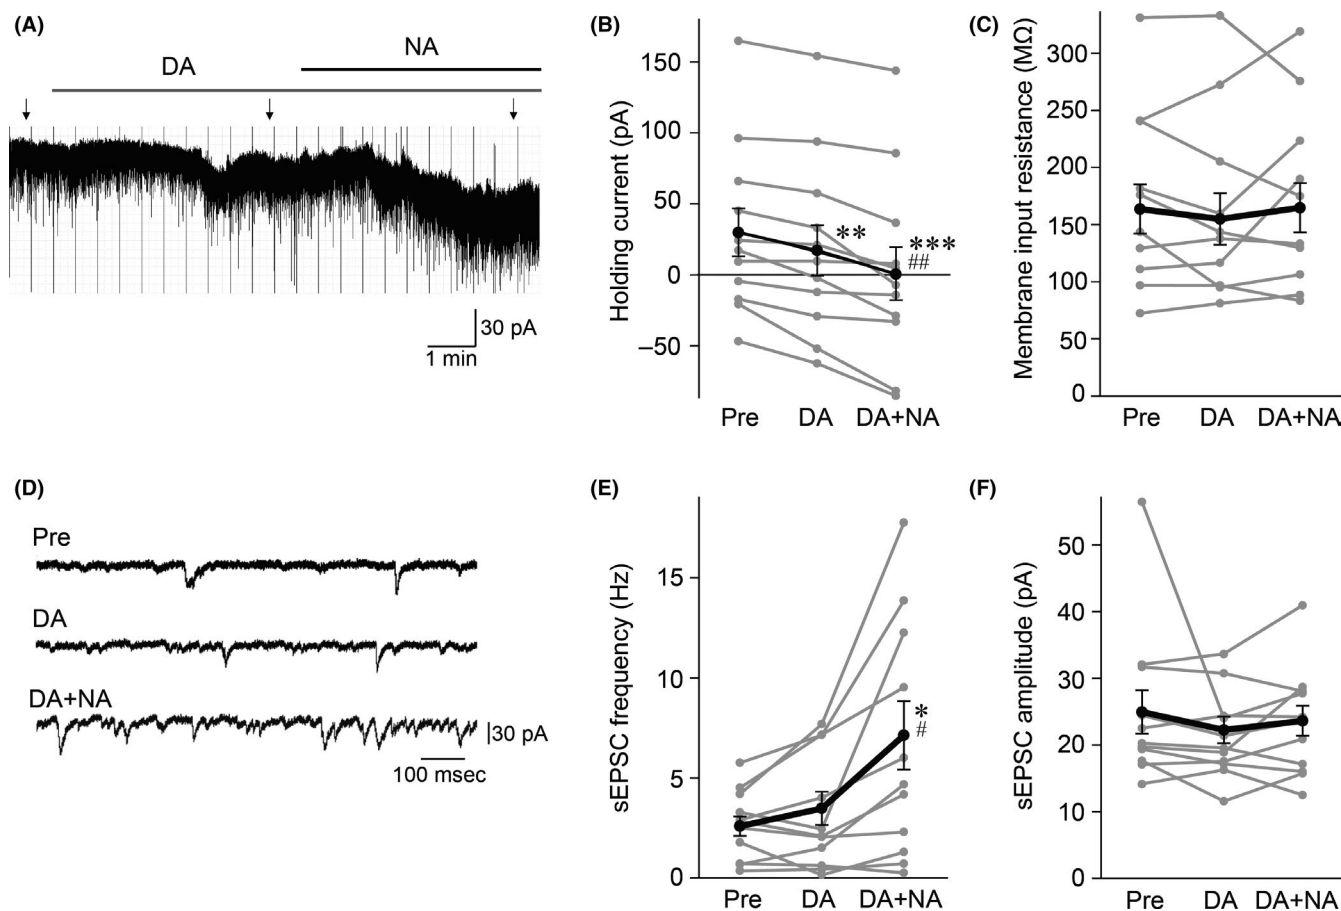 (A)
NA
DA
30 pA
1 min
(B)
Holding current (pA)
150
100
50
0
–50
**
***
##
Pre DA DA+NA
(C)
Membrane input resistance (MΩ)
300
250
200
150
100
50
0
Pre DA DA+NA
(D)
Pre
DA
DA+NA
30 pA
100 msec
(E)
sEPSC frequency (Hz)
15
10
5
0
*
#
Pre DA DA+NA
(F)
sEPSC amplitude (pA)
50
40
30
20
10
0
Pre DA DA+NA